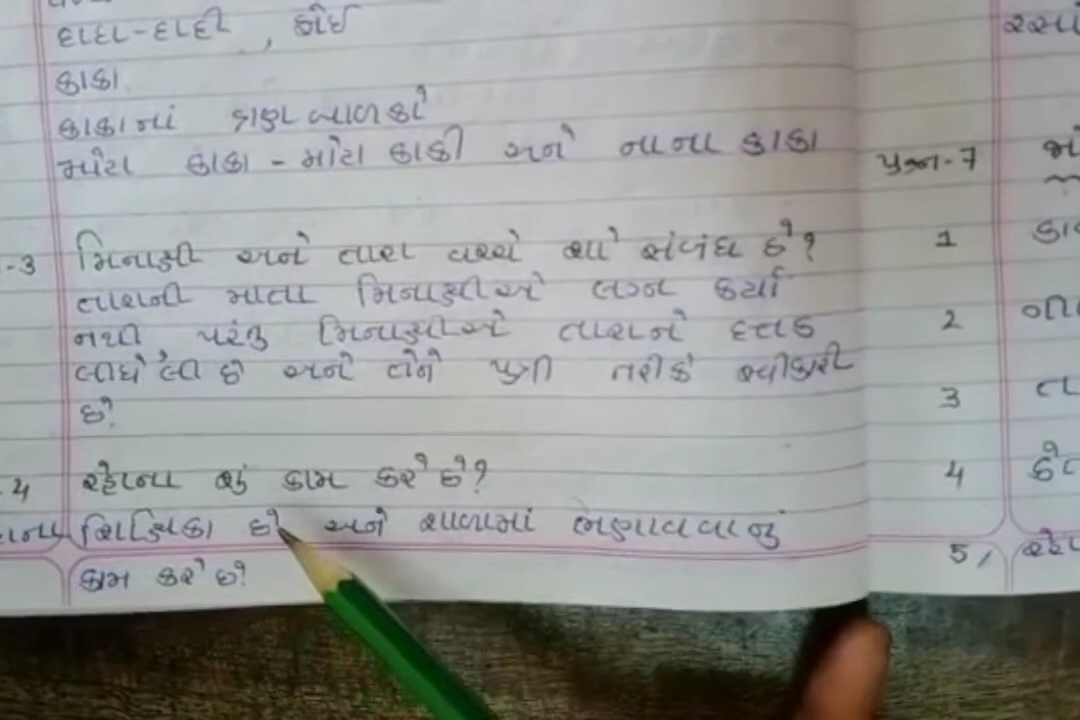 દાદા-દાદી, ફોઈ
કાકા.
કાકાનાં ત્રણ બાળકો
મોટા કાકા - મોટા કાકી અને નાના કાકા
-3 મિનાક્ષી અને તારા વચ્ચે શો સંબંધ છે?
તારાની માતા મિનાક્ષીએ લગ્ન કર્યા
નથી પરંતુ મિનાક્ષીએ તારાને દત્તક
લીધેલી છે અને તેને પુત્રી તરીકે સ્વીકારી
છે
.4 રેહાના શું કામ કરે છે?
ાના શિક્ષિકા છે અને શાળામાં ભણાવવાનું
કામ કરે છે
પ્રશ્ન-7
1
2
3
4
5,